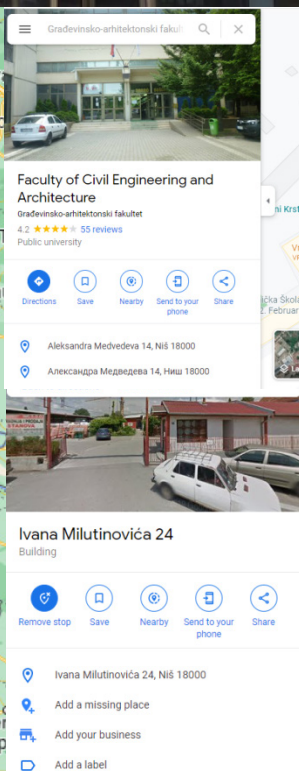 Građevinsko-arhitektonski fakul
Faculty of Civil Engineering and
Architecture
Građevinsko-arhitektonski fakultet
4.2 ★★★★★ 55 reviews
Public university
Directions
Save
Nearby
Send to your
phone
Share
Aleksandra Medvedeva 14, Niš 18000
Александра Медведева 14, Ниш 18000
Ivana Milutinovića 24
Building
Remove stop
Save
Nearby
Send to your
phone
Share
Ivana Milutinovića 24, Niš 18000
Add a missing place
Add your business
Add a label